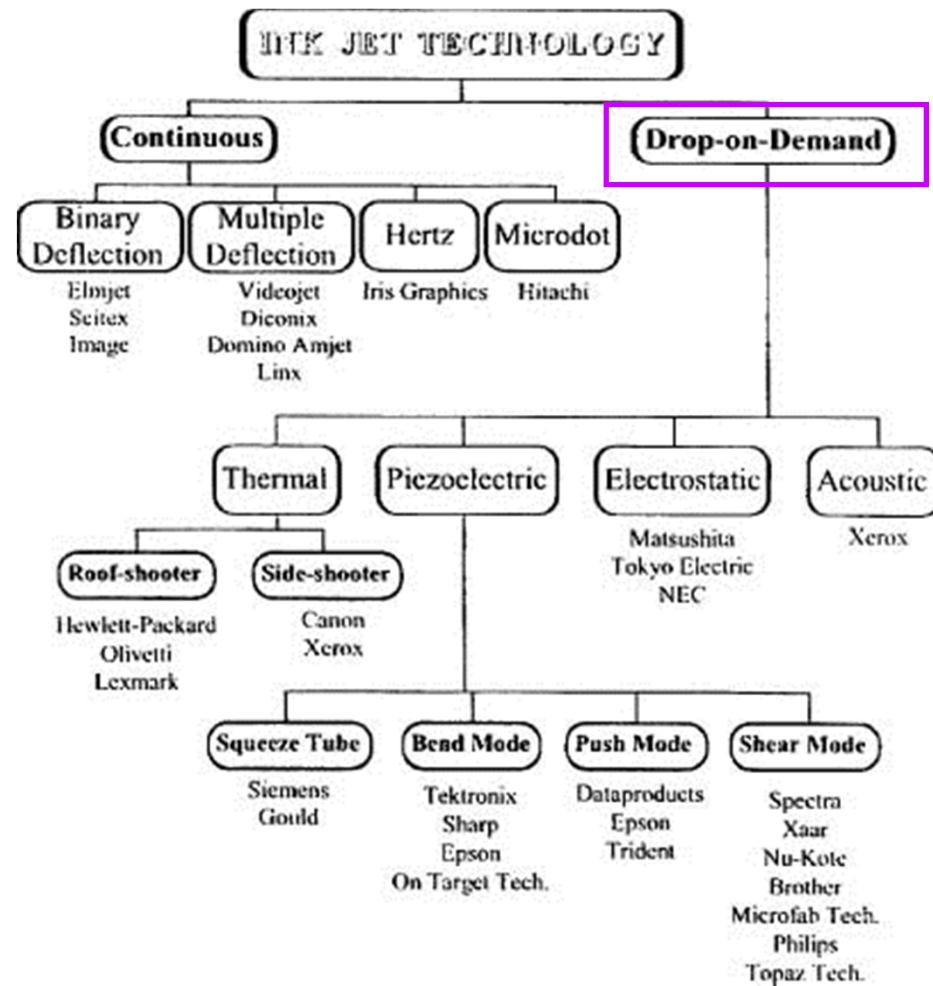 INK JET TECHNOLOGY
Continuous
Drop-on-Demand
Binary
Deflection
Multiple
Deflection
Hertz
Microdot
Elmjet
Scitex
Image
Videojet
Diconix
Domino Amjet
Linx
Iris Graphics
Hitachi
Thermal
Piezoelectric
Electrostatic
Acoustic
Matsushita
Tokyo Electric
NEC
Xerox
Roof-shooter
Side-shooter
Hewlett-Packard
Olivetti
Lexmark
Canon
Xerox
Squeeze Tube
Bend Mode
Push Mode
Shear Mode
Siemens
Gould
Tektronix
Sharp
Epson
On Target Tech.
Dataproducts
Epson
Trident
Spectra
Xaar
Nu-Kote
Brother
Microfab Tech.
Philips
Topaz Tech.